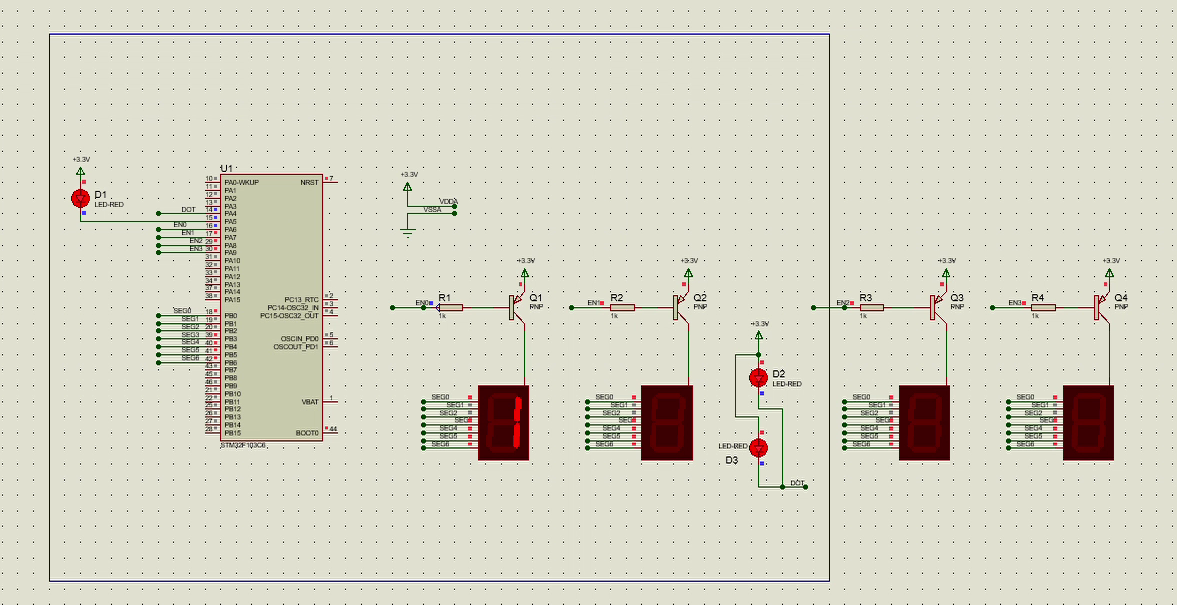 +3.3V
D1
LED-RED
U1
10 PA0-WKUP
11 PA1
12 PA2
13 PA3
DOT 14 PA4
15 PA5
EN0 16 PA6
EN1 17 PA7
EN2 29 PA8
EN3 30 PA9
31 PA10
32 PA11
33 PA12
34 PA13
37 PA14
38 PA15
SEG0 18 PB0
SEG1 19 PB1
SEG2 20 PB2
SEG3 39 PB3
SEG4 40 PB4
SEG5 41 PB5
SEG6 42 PB6
43 PB7
45 PB8
46 PB9
21 PB10
22 PB11
25 PB12
26 PB13
27 PB14
28 PB15
NRST 7
PC13_RTC 2
PC14-OSC32_IN 3
PC15-OSC32_OUT 4
OSCIN_PD0 5
OSCOUT_PD1 6
VBAT 1
BOOT0 44
STM32F103C6
+3.3V
VDDA
VSSA
+3.3V
EN0
R1
1k
Q1
PNP
SEG0
SEG1
SEG2
SEG4
SEG5
SEG6
+3.3V
EN1
R2
1k
Q2
PNP
SEG0
SEG1
SEG2
SEG4
SEG5
SEG6
+3.3V
D2
LED-RED
LED-RED
D3
DOT
+3.3V
EN2
R3
1k
Q3
PNP
SEG0
SEG1
SEG2
SEG4
SEG5
SEG6
+3.3V
EN3
R4
1k
Q4
PNP
SEG0
SEG1
SEG2
SEG4
SEG5
SEG6